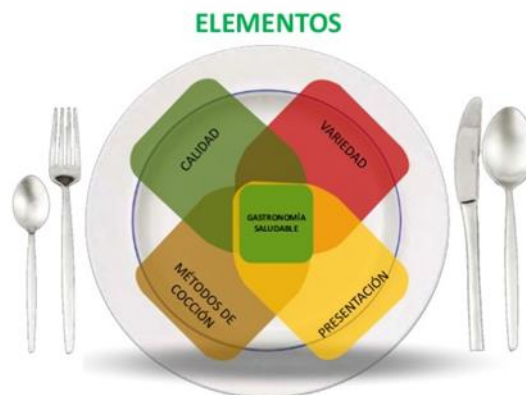 ELEMENTOS
CALIDAD
VARIEDAD
GASTRONOMÍA
SALUDABLE
MÉTODOS DE
COCCIÓN
PRESENTACIÓN